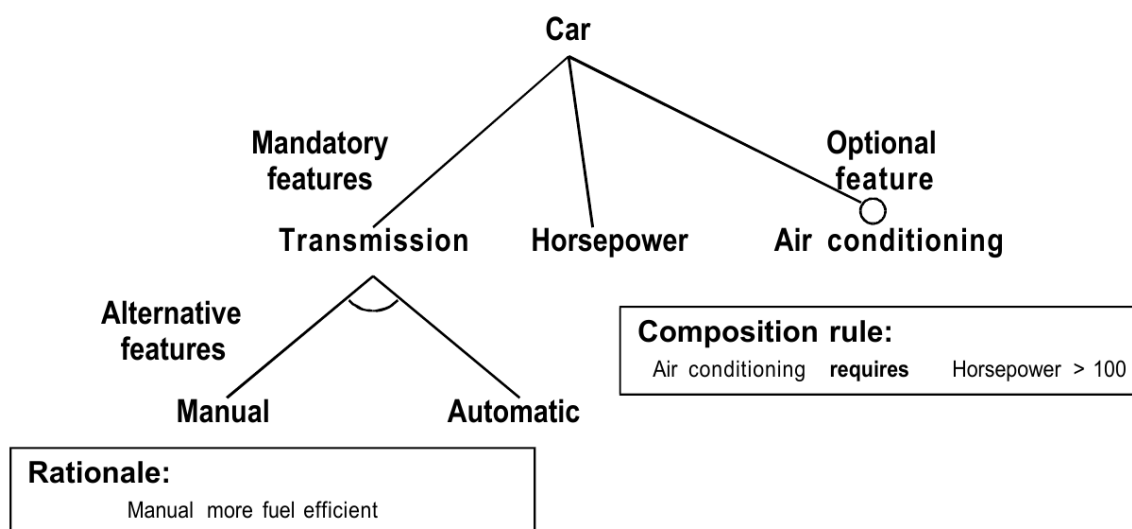 Car
Mandatory
features
Optional
feature
Transmission
Horsepower
Air conditioning
Alternative
features
Composition rule:
Air conditioning requires Horsepower > 100
Manual
Automatic
Rationale:
Manual more fuel efficient